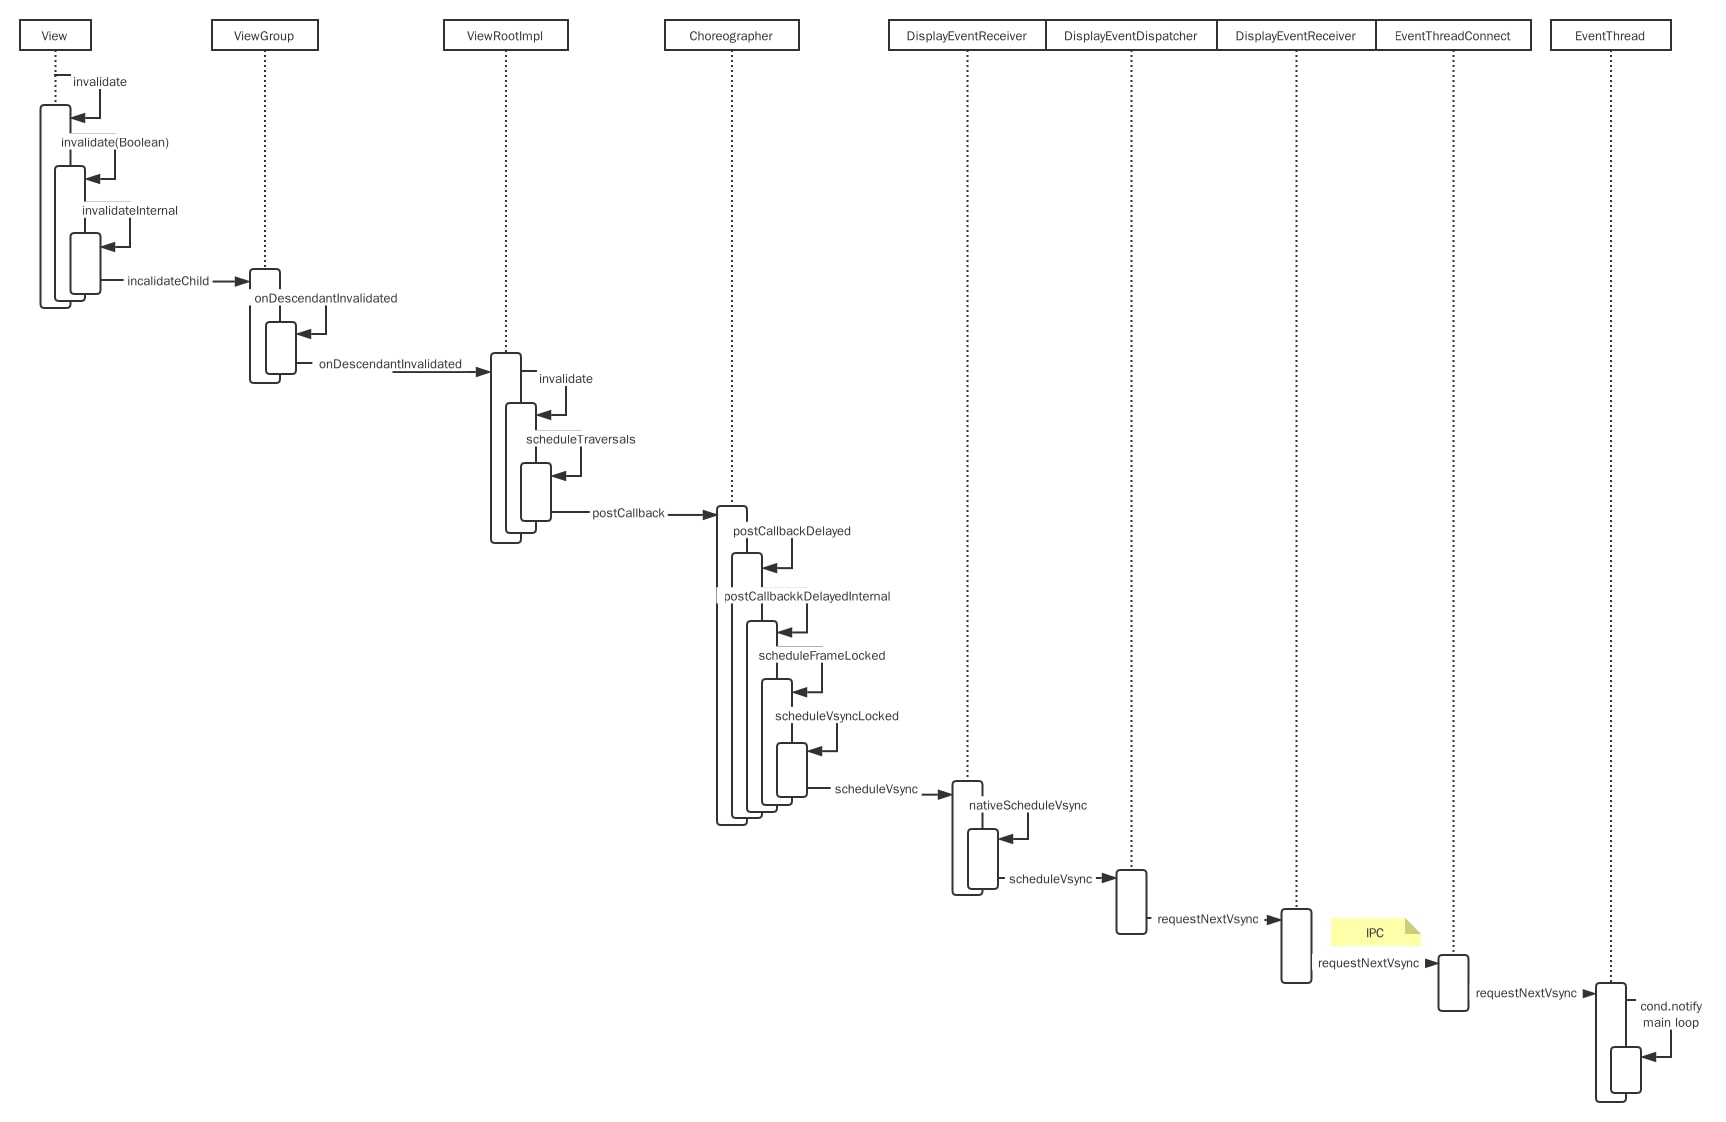 View
ViewGroup
ViewRootImpl
Choreographer
DisplayEventReceiver
DisplayEventDispatcher
DisplayEventReceiver
EventThreadConnect
EventThread
invalidate
invalidate(Boolean)
invalidateInternal
incalidateChild
onDescendantInvalidated
onDescendantInvalidated
invalidate
scheduleTraversals
postCallback
postCallbackDelayed
postCallbackkDelayedInternal
scheduleFrameLocked
scheduleVsyncLocked
scheduleVsync
nativeScheduleVsync
scheduleVsync
requestNextVsync
IPC
requestNextVsync
requestNextVsync
cond.notify
main loop